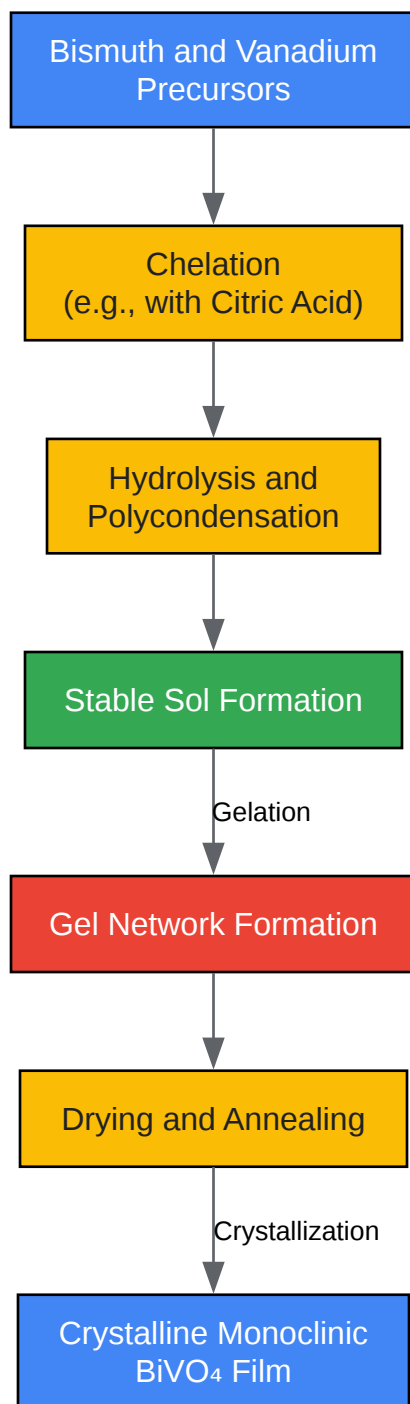 Bismuth and Vanadium
Precursors
Chelation
(e.g., with Citric Acid)
Hydrolysis and
Polycondensation
Stable Sol Formation
Gelation
Gel Network Formation
Drying and Annealing
Crystallization
Crystalline Monoclinic
BiVO₄ Film